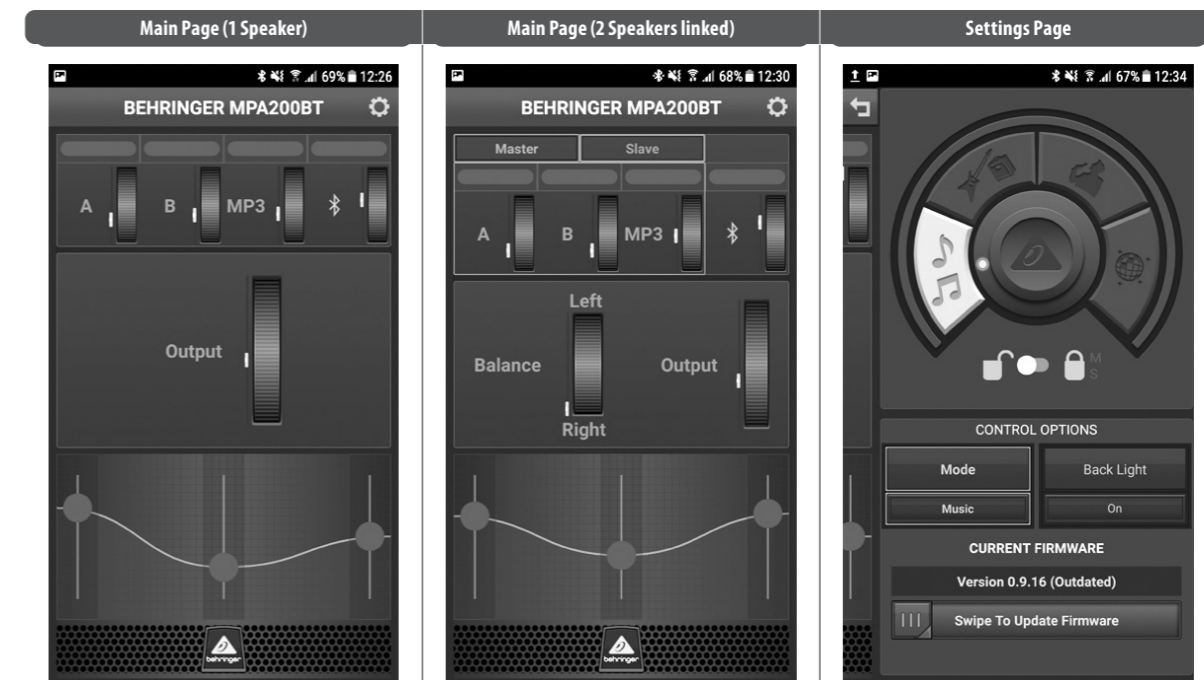 Main Page (1 Speaker)
Main Page (2 Speakers linked)
Settings Page
69% 12:26
BEHRINGER MPA200BT
A B MP3
Output
behringer
68% 12:30
BEHRINGER MPA200BT
Master Slave
A B MP3
Left
Balance Output
Right
behringer
67% 12:34
M
S
CONTROL OPTIONS
Mode Back Light
Music On
CURRENT FIRMWARE
Version 0.9.16 (Outdated)
Swipe To Update Firmware